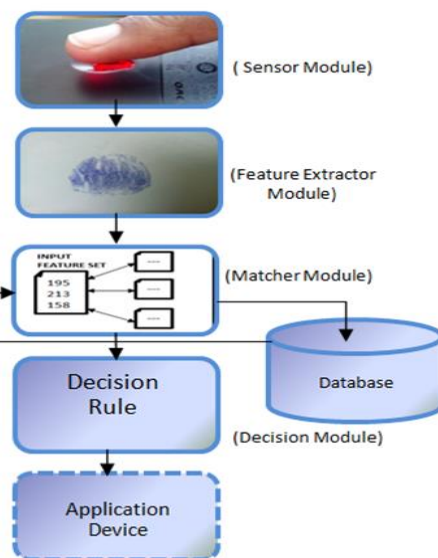 ( Sensor Module)
(Feature Extractor
Module)
INPUT
FEATURE SET
195
213
158
(Matcher Module)
Decision
Rule
Database
(Decision Module)
Application
Device